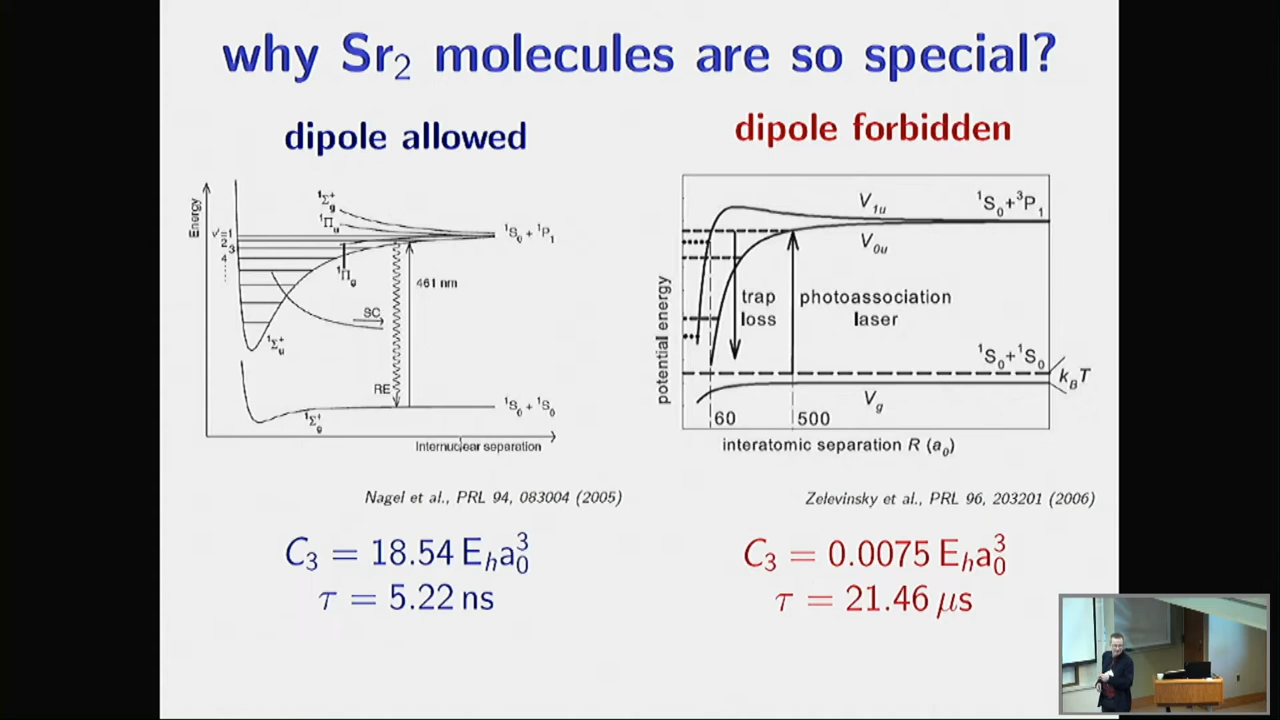 why Sr₂ molecules are so special?
dipole allowed
Energy
v'=1
2
3
4
¹Σg⁺
¹Πu
¹Πg
¹S₀ + ¹P₁
461 nm
SC
¹Σu⁺
RE
¹Σg⁺
¹S₀ + ¹S₀
Internuclear separation
Nagel et al., PRL 94, 083004 (2005)
C₃ = 18.54 Eₕa₀³
τ = 5.22 ns
dipole forbidden
potential energy
V₁ᵤ
¹S₀+³P₁
V₀ᵤ
trap loss
photoassociation laser
¹S₀+¹S₀
k_BT
V_g
60
500
interatomic separation R (a₀)
Zelevinsky et al., PRL 96, 203201 (2006)
C₃ = 0.0075 Eₕa₀³
τ = 21.46 μs